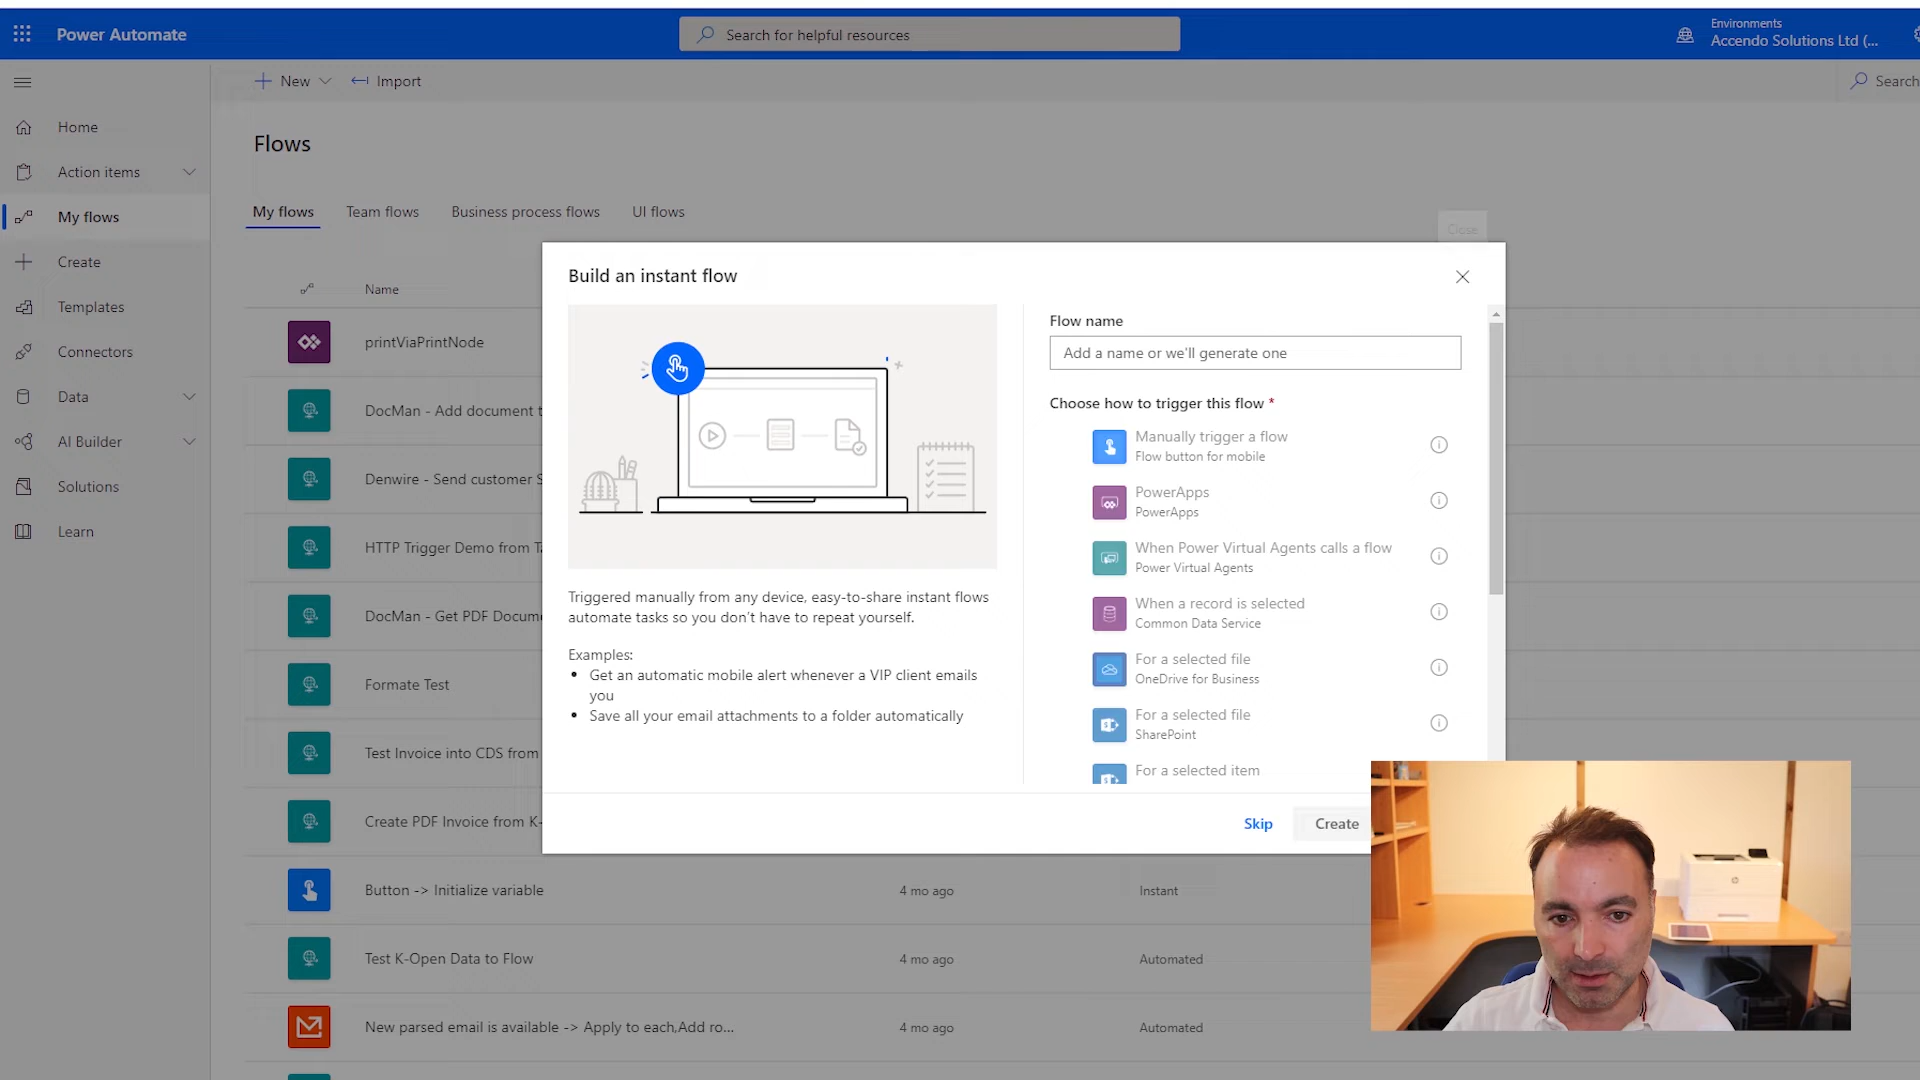 Power Automate
Search for helpful resources
Environments
Accendo Solutions Ltd (...
New
Import
Search
Home
Action items
My flows
Create
Templates
Connectors
Data
AI Builder
Solutions
Learn
Flows
My flows
Team flows
Business process flows
UI flows
Close
Name
printViaPrintNode
DocMan - Add document t
Denwire - Send customer S
HTTP Trigger Demo from Ta
DocMan - Get PDF Docum
Formate Test
Test Invoice into CDS from
Create PDF Invoice from K-
Button -> Initialize variable
4 mo ago
Instant
Test K-Open Data to Flow
4 mo ago
Automated
New parsed email is available -> Apply to each,Add ro...
4 mo ago
Automated
Build an instant flow
Triggered manually from any device, easy-to-share instant flows
automate tasks so you don't have to repeat yourself.
Examples:
• Get an automatic mobile alert whenever a VIP client emails
you
• Save all your email attachments to a folder automatically
Flow name
Add a name or we'll generate one
Choose how to trigger this flow *
Manually trigger a flow
Flow button for mobile
PowerApps
PowerApps
When Power Virtual Agents calls a flow
Power Virtual Agents
When a record is selected
Common Data Service
For a selected file
OneDrive for Business
For a selected file
SharePoint
For a selected item
Skip
Create